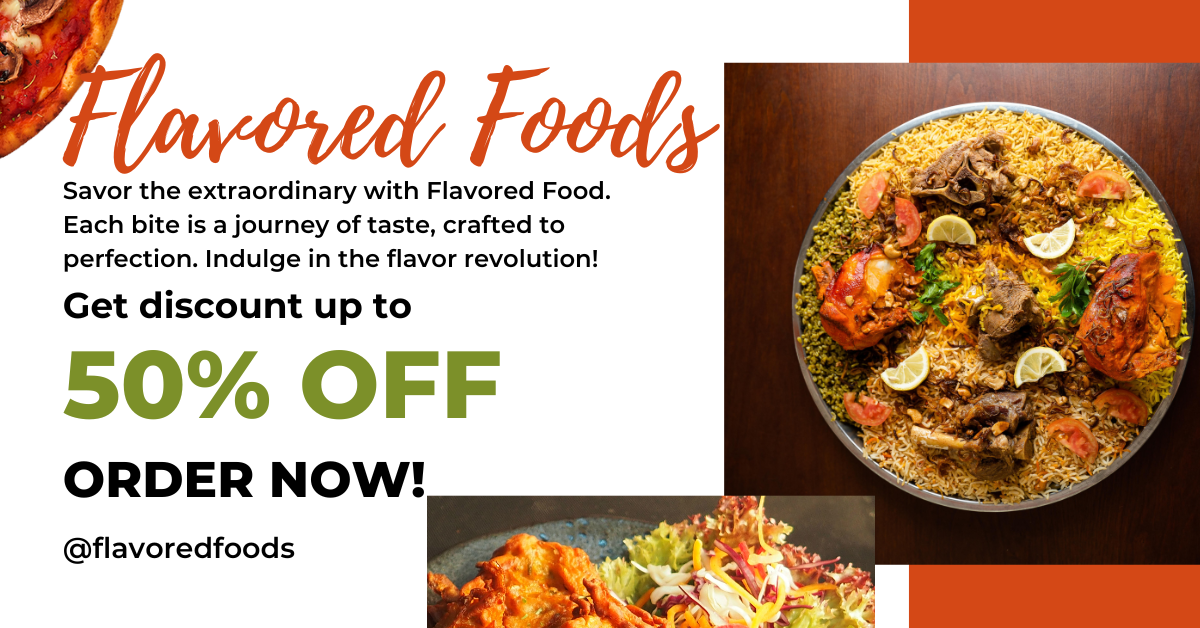 Flavored Foods
Savor the extraordinary with Flavored Food.
Each bite is a journey of taste, crafted to
perfection. Indulge in the flavor revolution!
Get discount up to
50% OFF
ORDER NOW!
@flavoredfoods